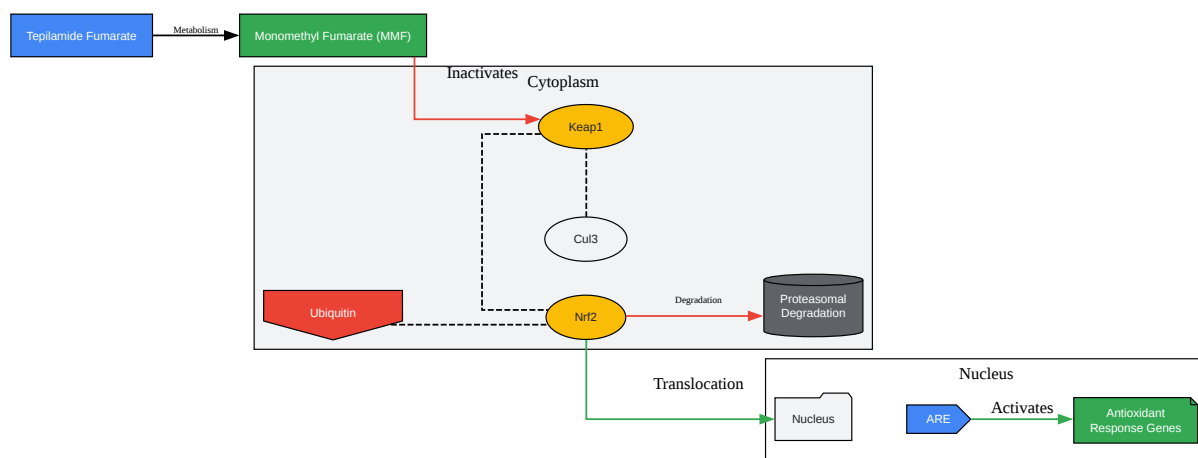 Tepilamide Fumarate
Metabolism
Monomethyl Fumarate (MMF)
Inactivates
Cytoplasm
Keap1
Cul3
Ubiquitin
Nrf2
Degradation
Proteasomal
Degradation
Translocation
Nucleus
Nucleus
ARE
Activates
Antioxidant
Response Genes